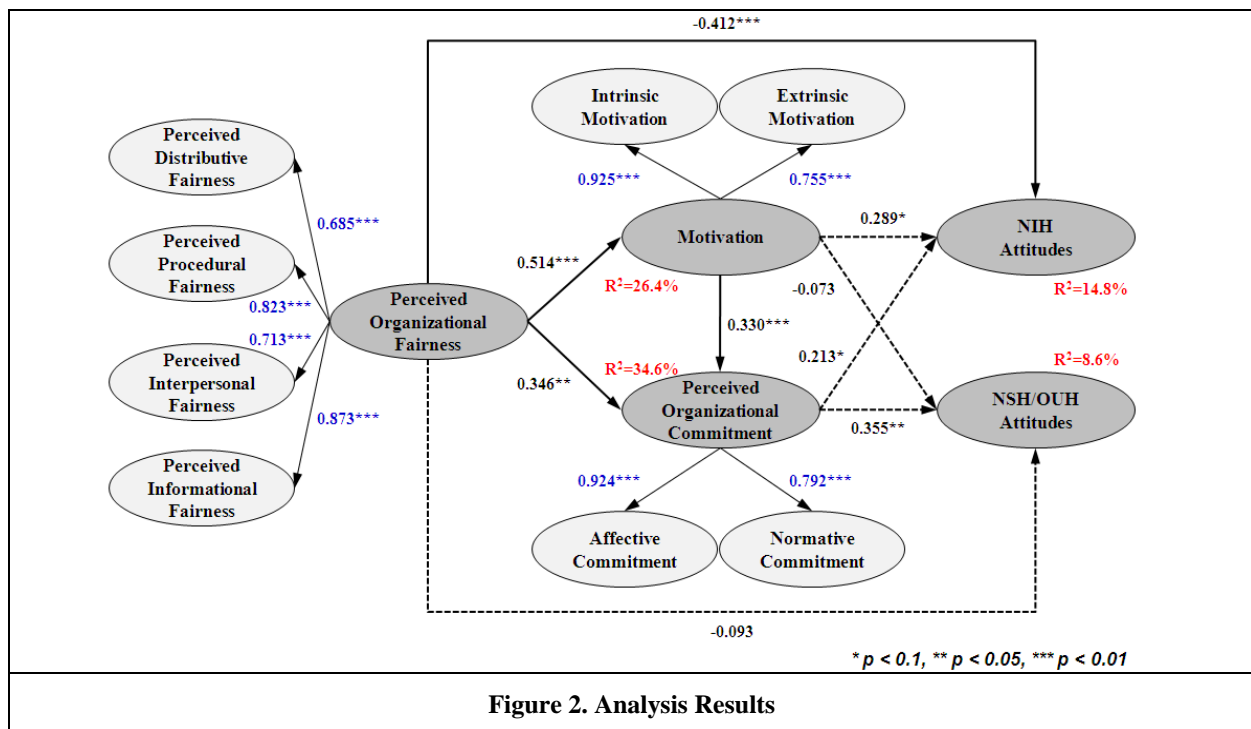 -0.412***
Intrinsic
Motivation
Extrinsic
Motivation
Perceived
Distributive
Fairness
0.925***
0.755***
0.685***
0.289*
Motivation
NIH
Attitudes
Perceived
Procedural
Fairness
0.514***
R²=26.4%
-0.073
R²=14.8%
0.823***
Perceived
Organizational
Fairness
0.713***
0.330***
0.213*
Perceived
Interpersonal
Fairness
R²=34.6%
R²=8.6%
0.346**
Perceived
Organizational
Commitment
NSH/OUH
Attitudes
0.873***
0.355**
Perceived
Informational
Fairness
0.924***
0.792***
Affective
Commitment
Normative
Commitment
-0.093
* p < 0.1, ** p < 0.05, *** p < 0.01
Figure 2. Analysis Results